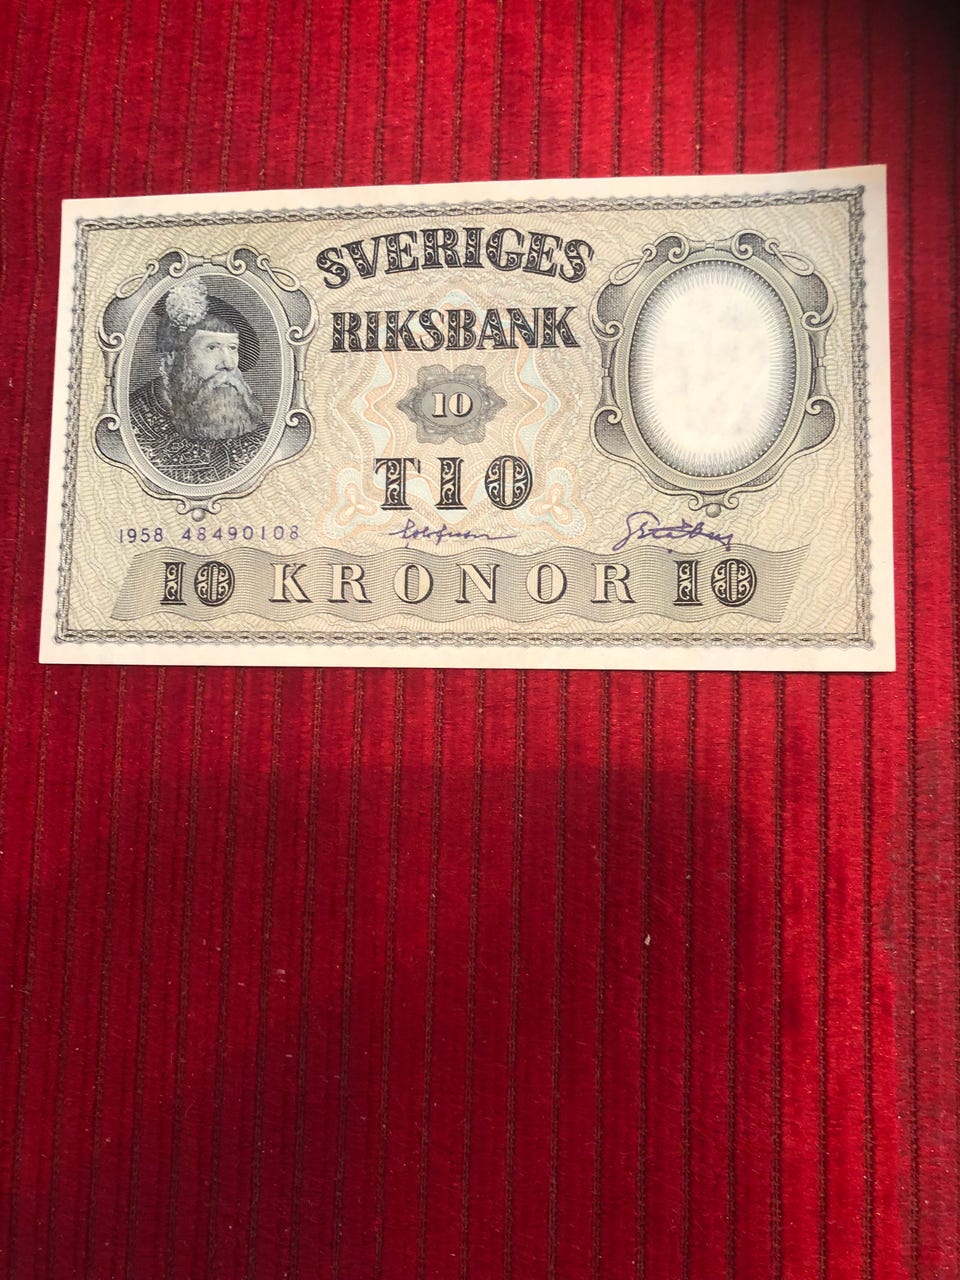 SVERIGES
RIKSBANK
10
TIO
1958 48490108
10 KRONOR 10